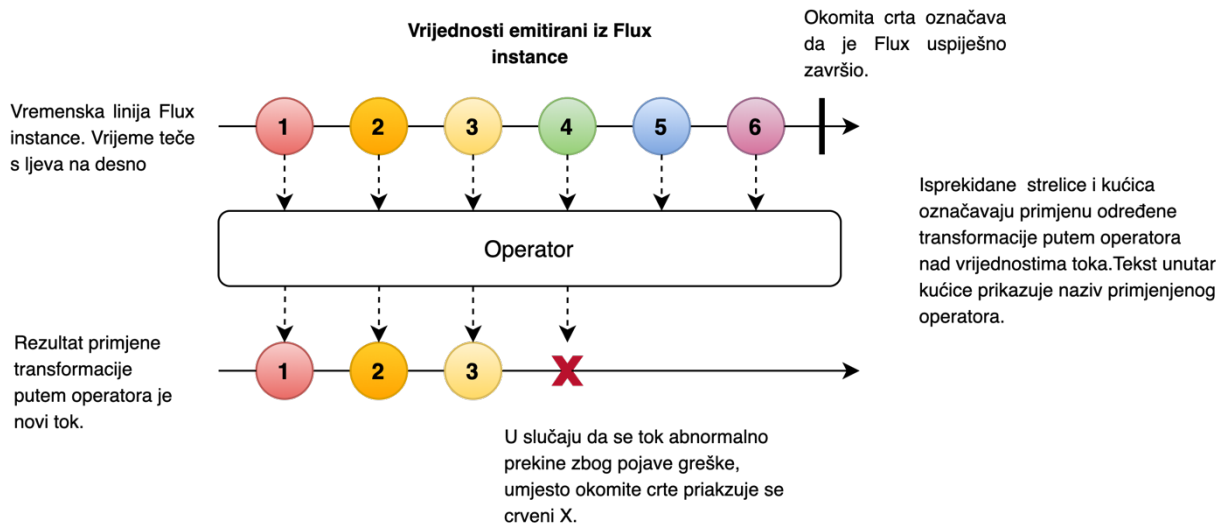 Vrijednosti emitirani iz Flux
instance
Okomita crta označava
da je Flux uspiješno
završio.
Vremenska linija Flux
instance. Vrijeme teče
s ljeva na desno
1 2 3 4 5 6
Isprekidane strelice i kućica
označavaju primjenu određene
transformacije putem operatora
nad vrijednostima toka.Tekst unutar
kućice prikazuje naziv primjenjenog
operatora.
Operator
Rezultat primjene
transformacije
putem operatora je
novi tok.
1 2 3 X
U slučaju da se tok abnormalno
prekine zbog pojave greške,
umjesto okomite crte priakzuje se
crveni X.